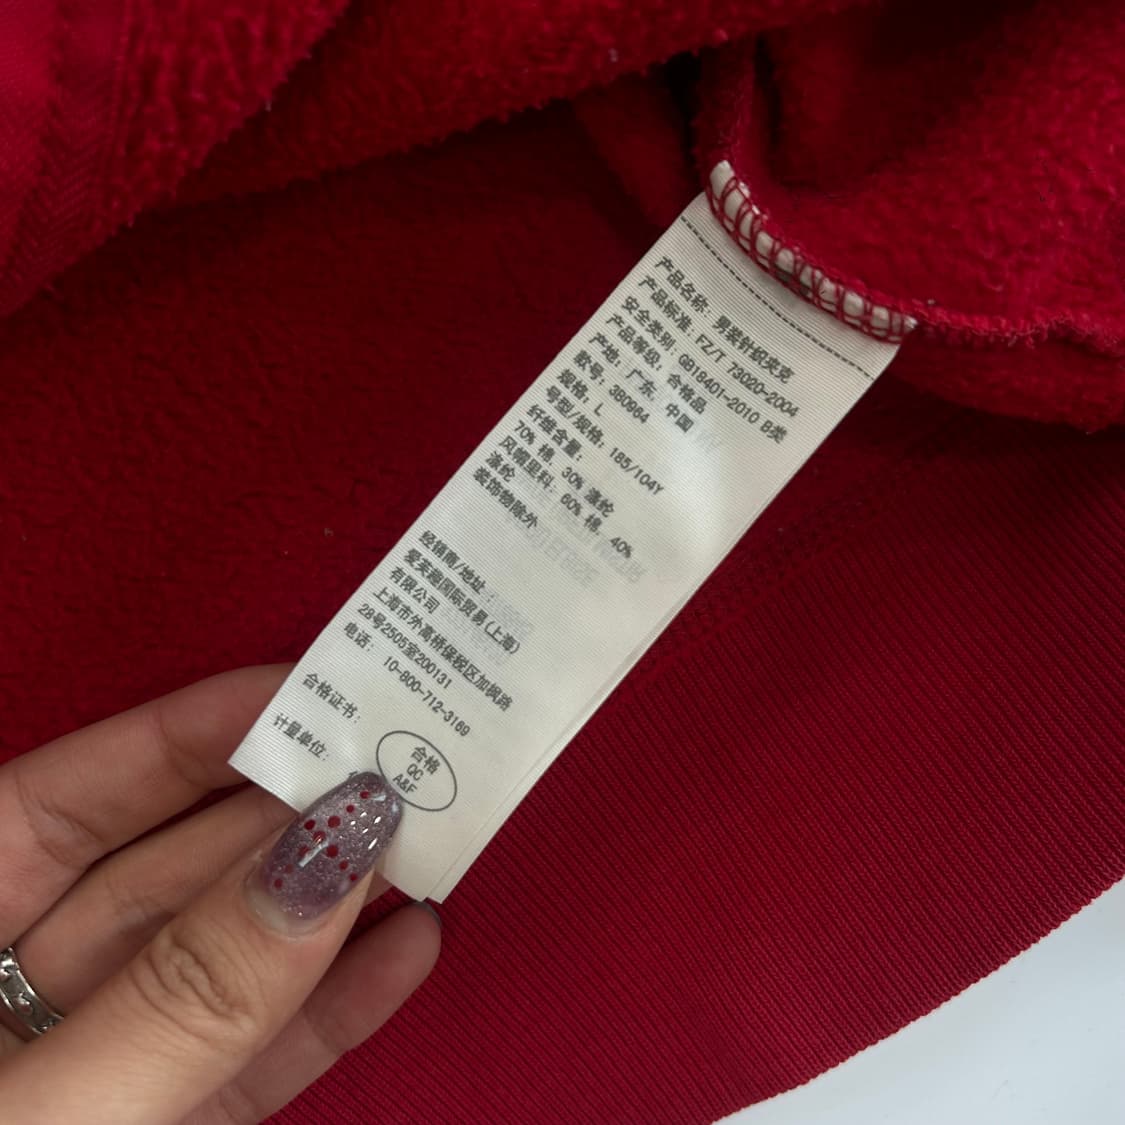 产品名称: 男装针织夹克
产品标准: FZ/T 73020-2004
安全类别: GB18401-2010 B类
产品等级: 合格品
产地: 广东, 中国
款号: 380964
规格: L
号型/规格: 185/104Y
纤维含量:
70% 棉, 30% 涤纶
风帽里料: 60% 棉, 40%
涤纶
装饰物除外
经销商/地址
爱芙趣国际贸易(上海)
有限公司
上海市外高桥保税区加枫路
28号2505室200131
电话: 10-800-712-3169
合格证书:
合格
QC
A&F
计量单位: